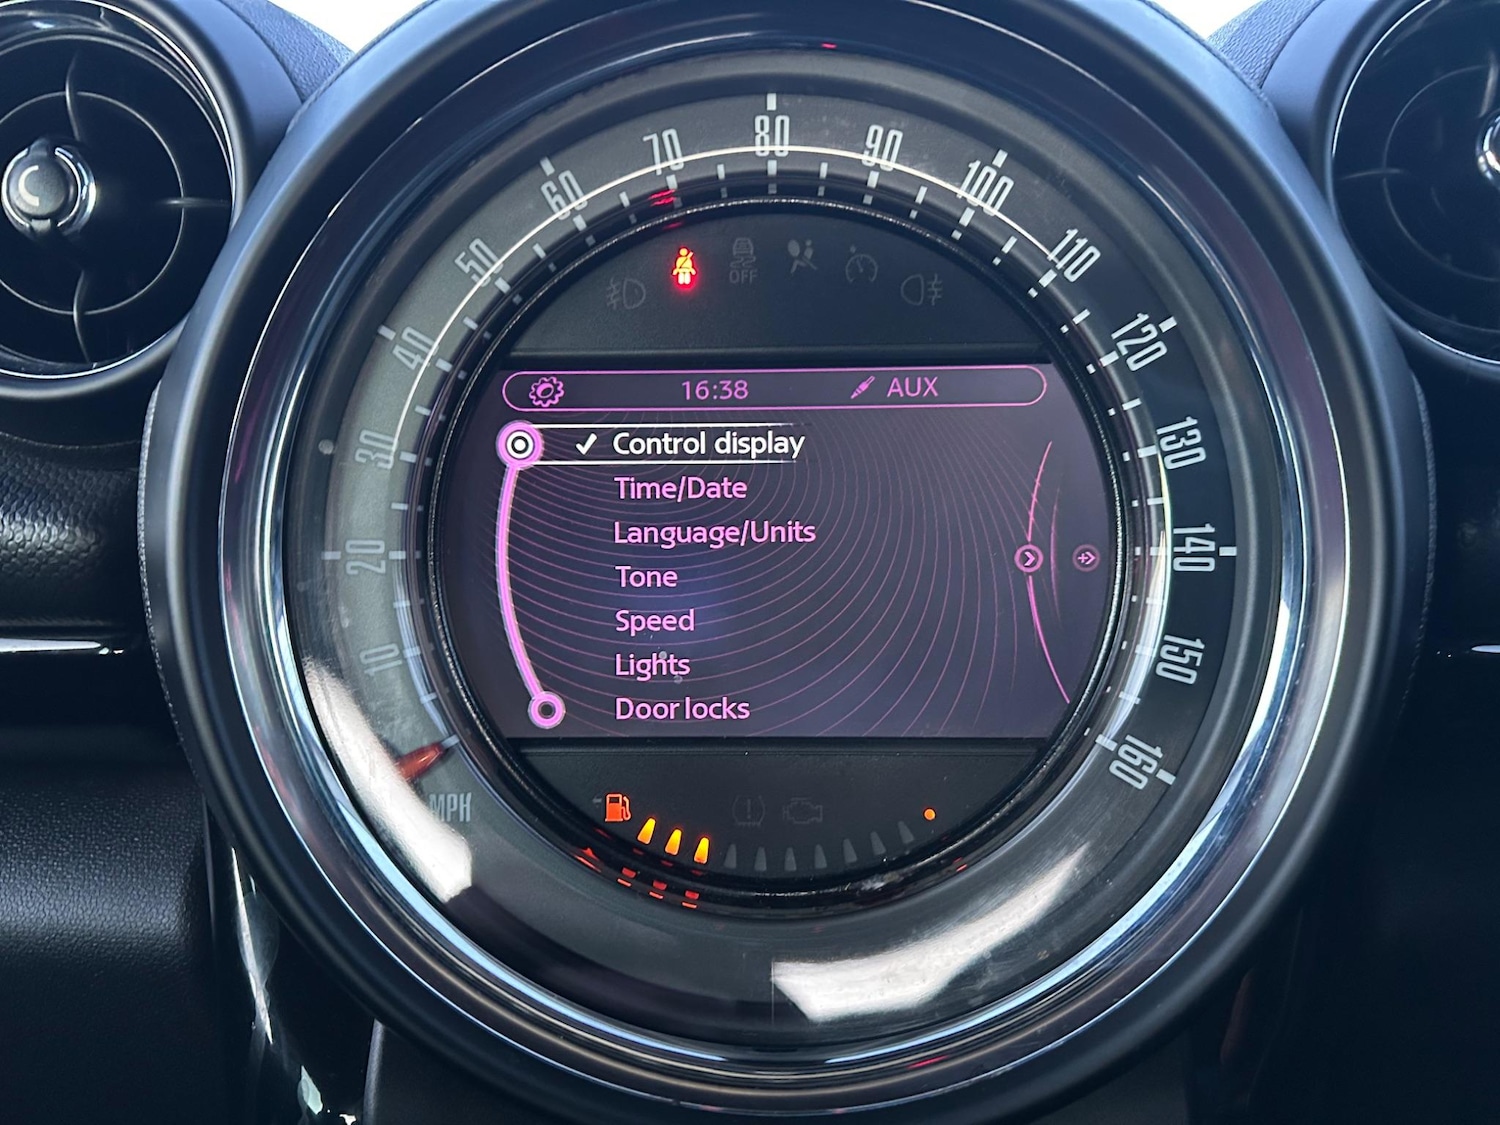 80
70
90
60
100
50
110
OFF
40
120
16:38 AUX
Control display
30
130
Time/Date
Language/Units
20
140
Tone
Speed
10
150
Lights
Door locks
160
MPH